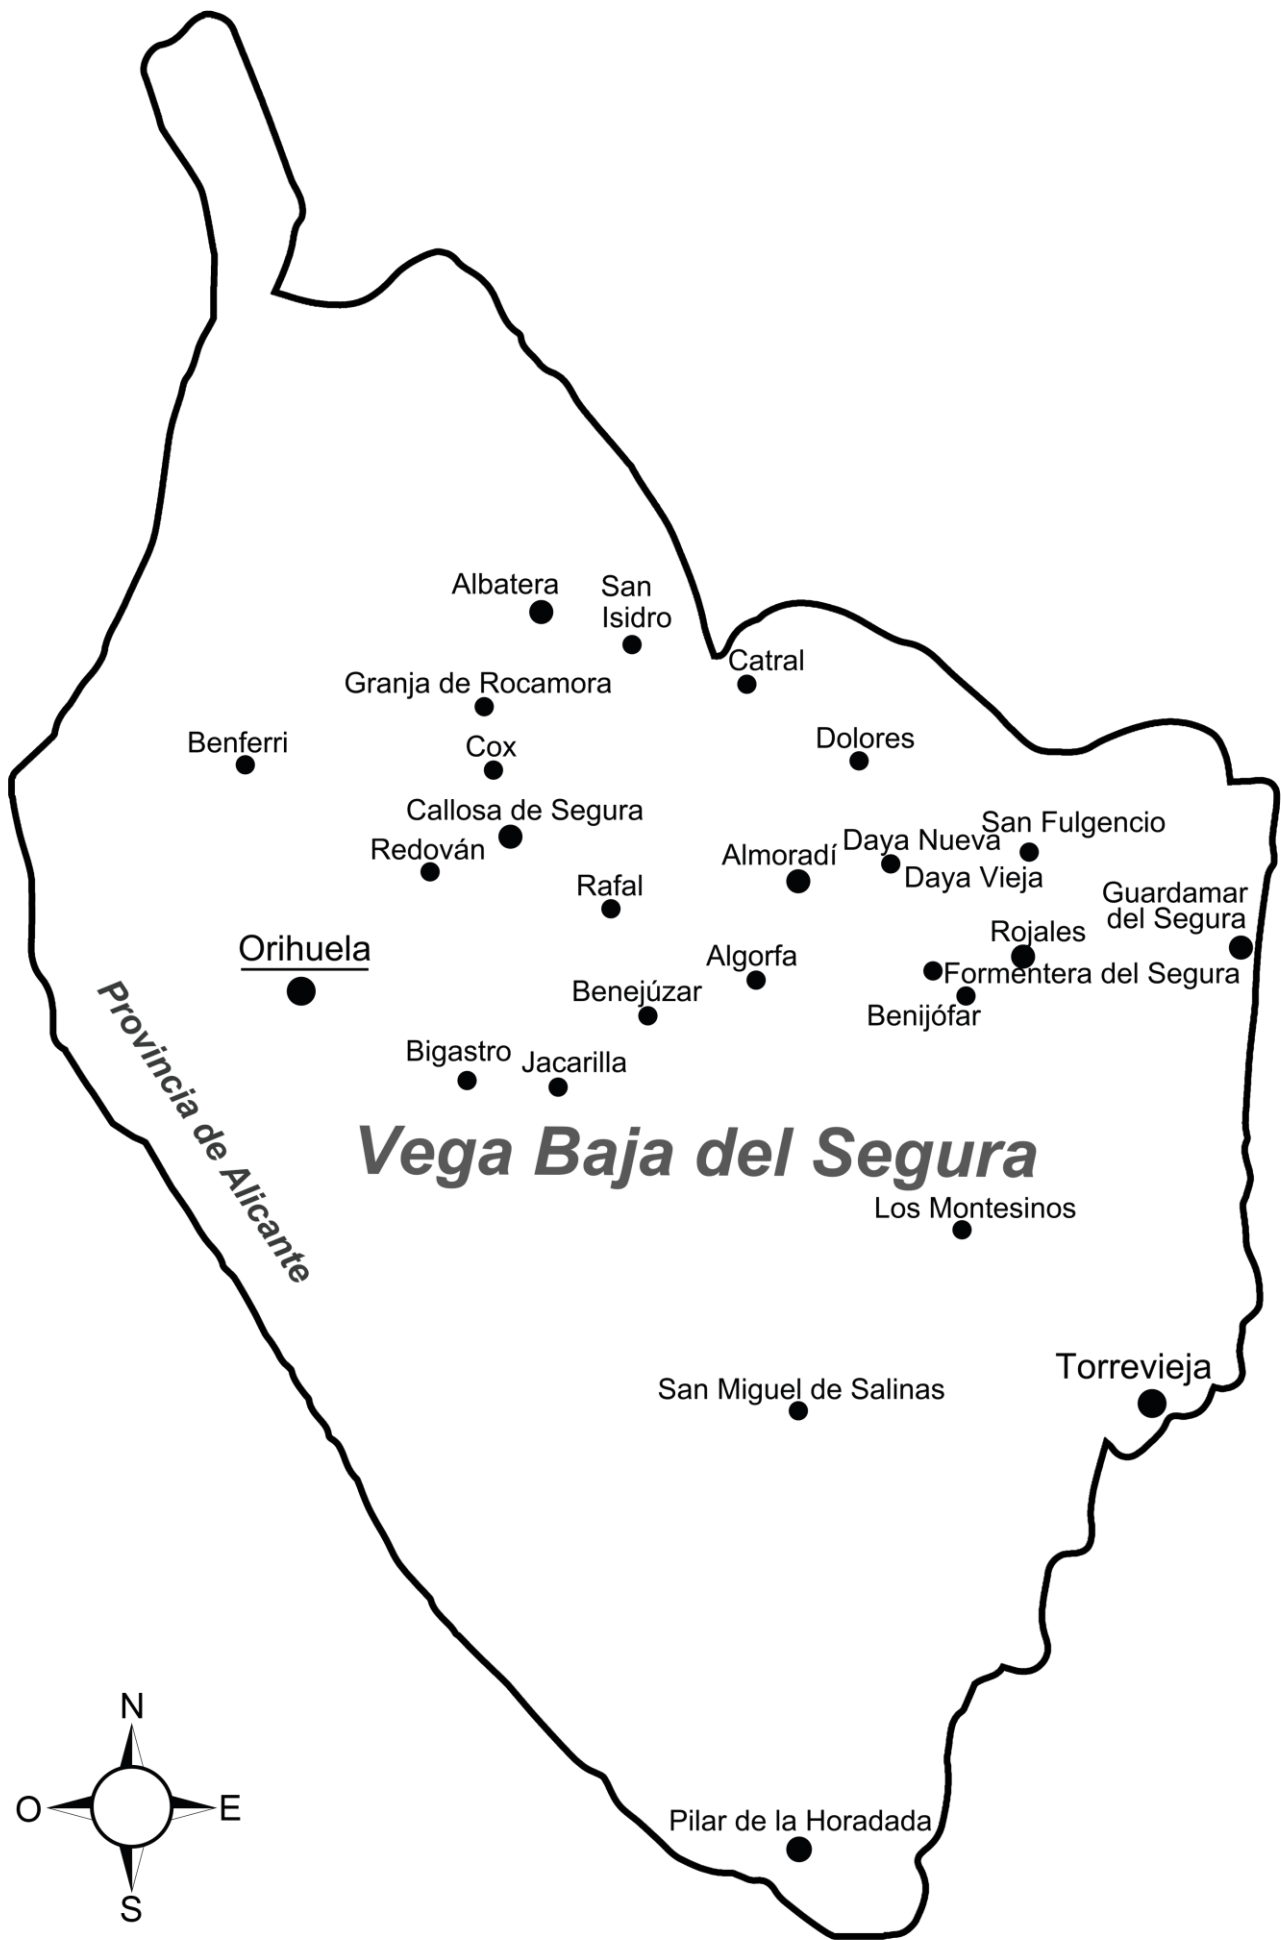 Albatera
San
Isidro
Catral
Granja de Rocamora
Benferri
Cox
Dolores
Callosa de Segura
San Fulgencio
Redován
Almoradí
Daya Nueva
Daya Vieja
Rafal
Guardamar
del Segura
Orihuela
Rojales
Algorfa
Formentera del Segura
Benejúzar
Benijófar
Bigastro
Jacarilla
Provincia de Alicante
Vega Baja del Segura
Los Montesinos
Torrevieja
San Miguel de Salinas
Pilar de la Horadada
N
O
E
S